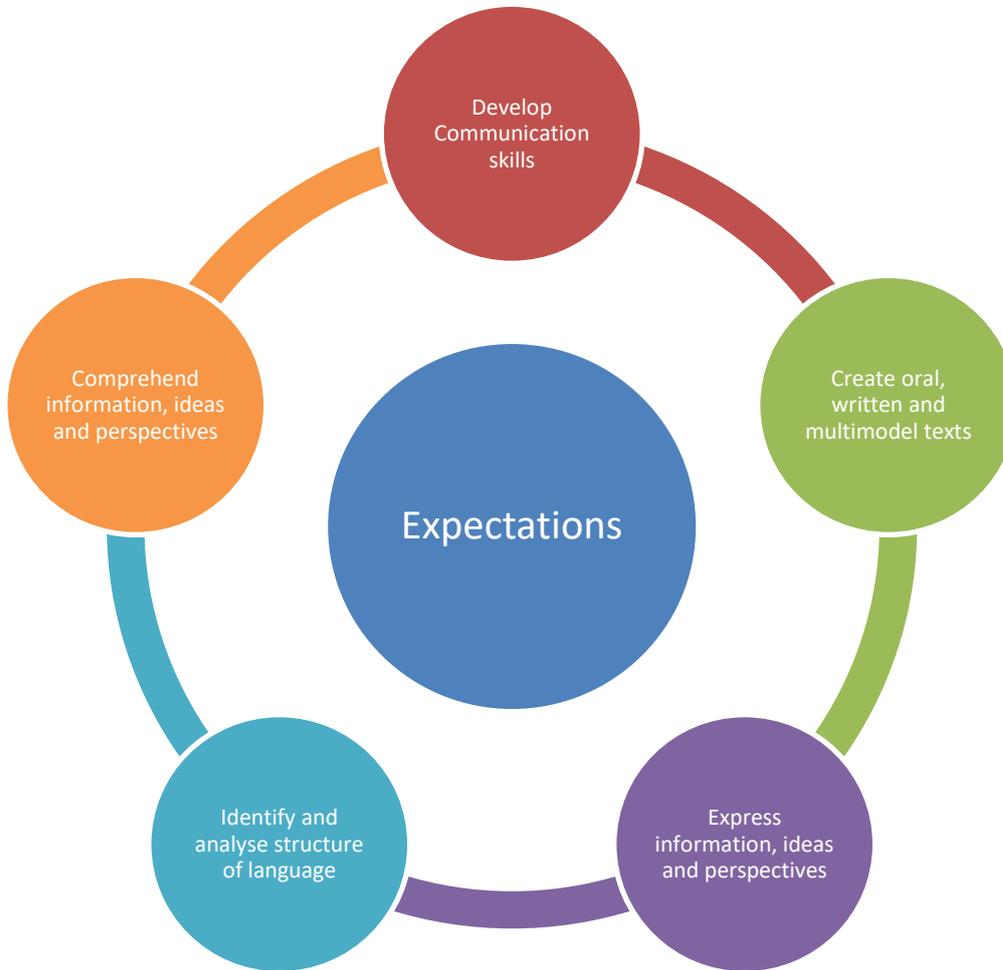 Develop
Communication
skills
Create oral,
written and
multimodel texts
Express
information, ideas
and perspectives
Identify and
analyse structure
of language
Comprehend
information, ideas
and perspectives
Expectations